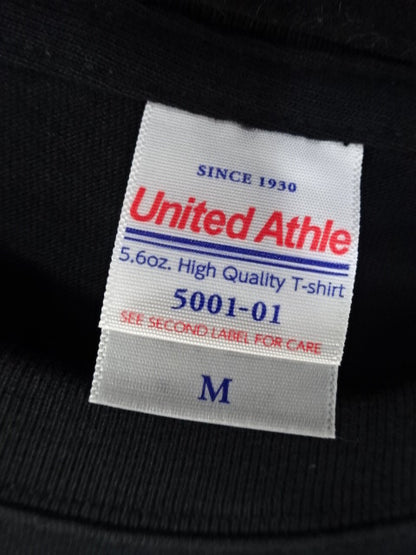 SINCE 1930
United Athle
5.6oz. High Quality T-shirt
5001-01
SEE SECOND LABEL FOR CARE
M